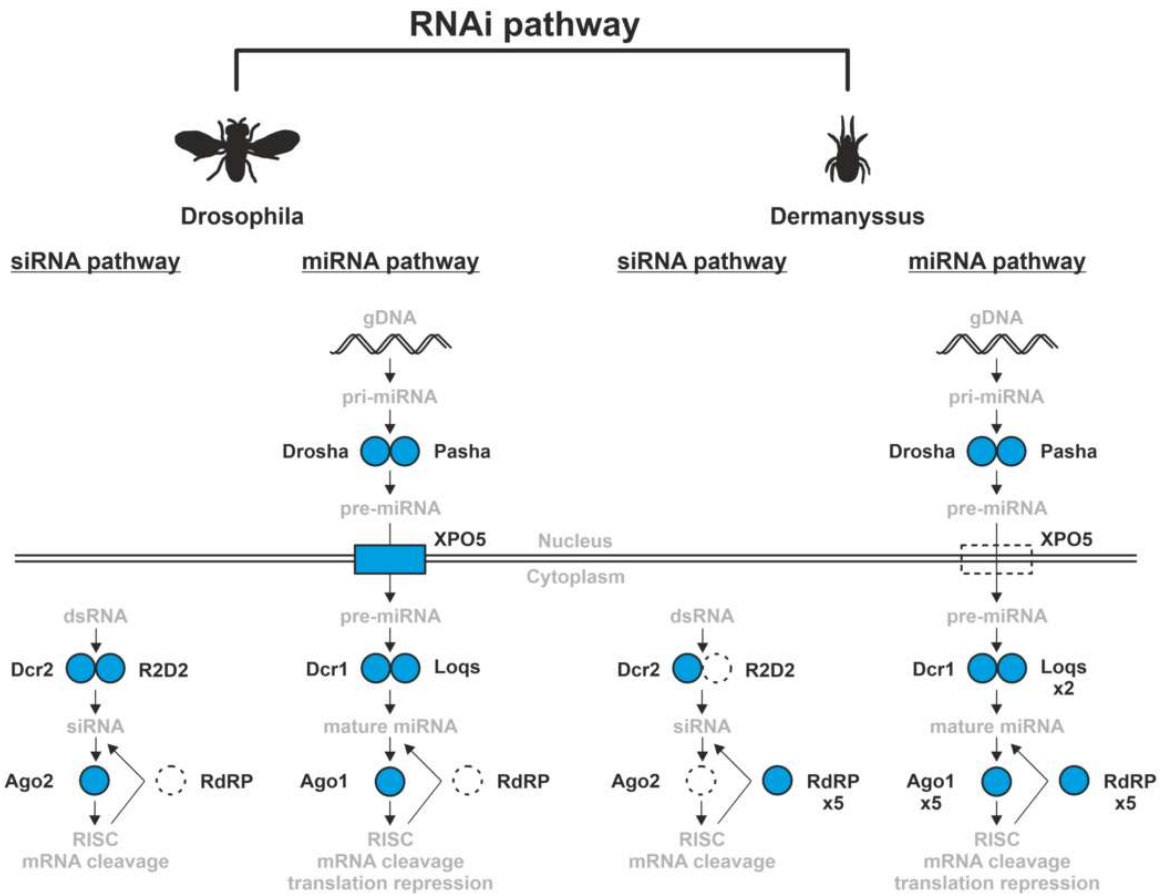 RNAi pathway
Drosophila
Dermanyssus
siRNA pathway
miRNA pathway
siRNA pathway
miRNA pathway
gDNA
gDNA
pri-miRNA
pri-miRNA
Drosha
Pasha
Drosha
Pasha
pre-miRNA
pre-miRNA
XPO5
Nucleus
XPO5
Cytoplasm
dsRNA
pre-miRNA
dsRNA
pre-miRNA
Dcr2
R2D2
Dcr1
Loqs
Dcr2
R2D2
Dcr1
Loqs
x2
siRNA
mature miRNA
siRNA
mature miRNA
Ago2
RdRP
Ago1
RdRP
Ago2
RdRP
x5
Ago1
x5
RdRP
x5
RISC
mRNA cleavage
RISC
mRNA cleavage
translation repression
RISC
mRNA cleavage
RISC
mRNA cleavage
translation repression